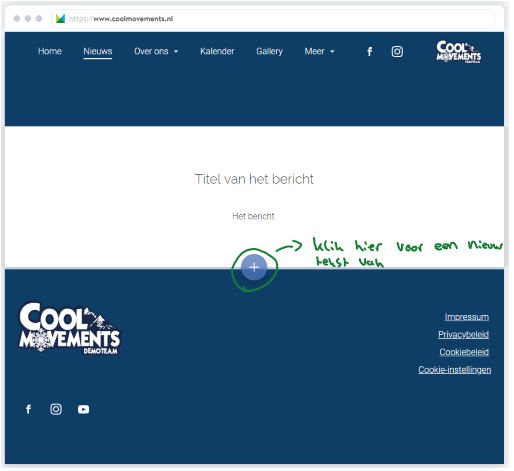 https://www.coolmovements.nl
Home Nieuws Over ons Kalender Gallery Meer
COOL
MOVEMENTS
DEMOTEAM
Titel van het bericht
Het bericht
klik hier voor een nieuw
tekst vak
COOL
MOVEMENTS
DEMOTEAM
Impressum
Privacybeleid
Cookiebeleid
Cookie-instellingen